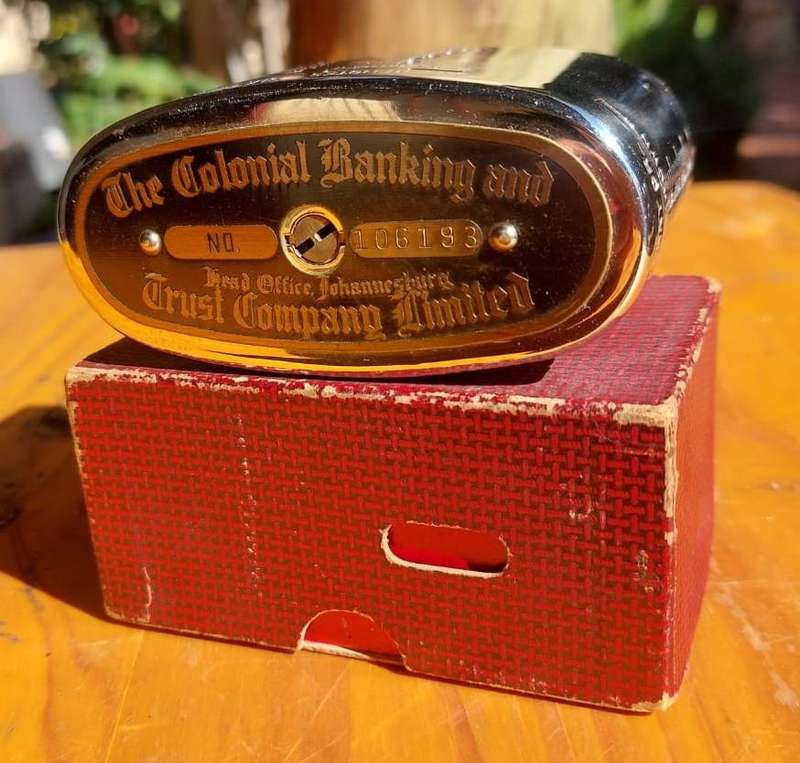 The Colonial Banking and
NO. 106193
Head Office, Johannesburg
Trust Company Limited